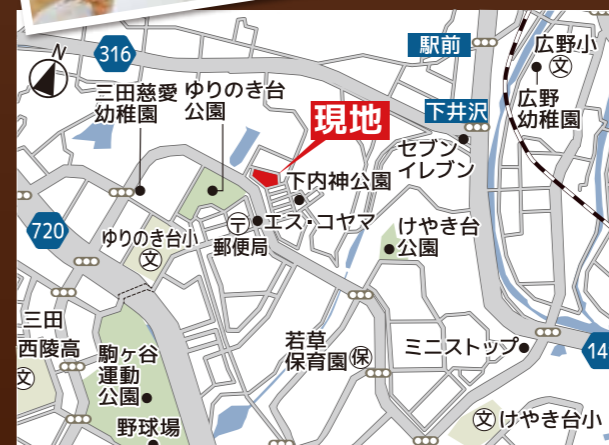 N
316
駅前
広野小
文
広野
幼稚園
三田慈愛
幼稚園
ゆりのき台
公園
現地
下井沢
セブン
イレブン
下内神公園
720
ゆりのき台小
文
〒
郵便局
エス・コヤマ
けやき台
公園
三田
西陵高
文
駒ヶ谷
運動
公園
野球場
若草
保育園
保
ミニストップ
14
文
けやき台小